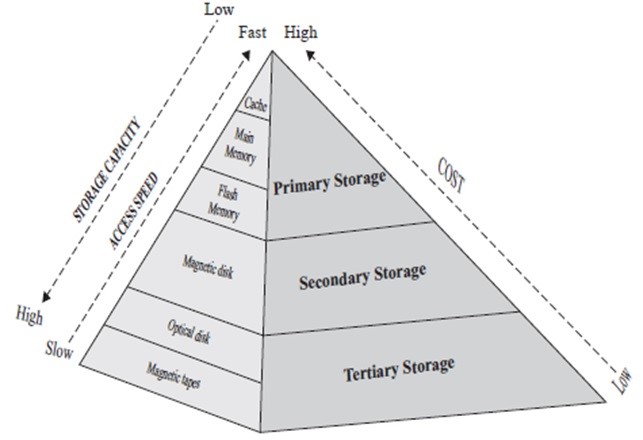 Low
Fast High
Cache
Main
Memory
Flash
Memory
Primary Storage
STORAGE CAPACITY
ACCESS SPEED
COST
Magnetic disk
Secondary Storage
High
Slow
Optical disk
Magnetic tapes
Tertiary Storage
Low